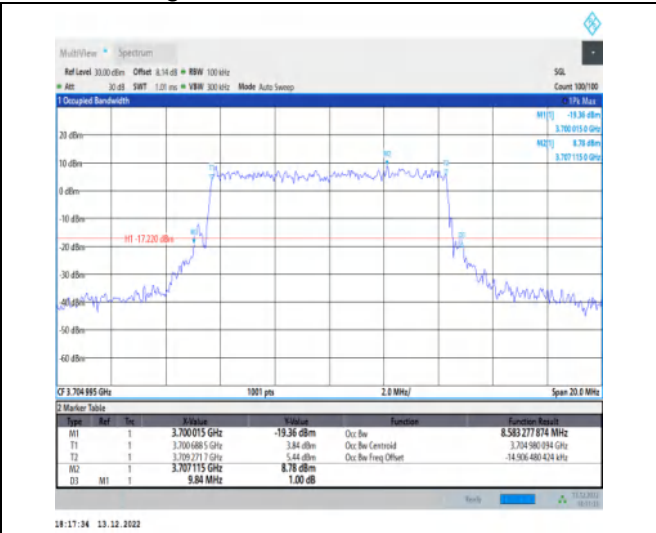 MultiView Spectrum
Ref Level 30.00 dBm Offset 8.14 dB RBW 100 kHz SGL
Att 30 dB SWT 1.01 ms VBW 300 kHz Mode Auto Sweep Count 100/100
1 Occupied Bandwidth 1Pk Max
M1[1] -19.36 dBm
3.700 015 0 GHz
20 dBm
M2[1] 8.78 dBm
3.707 115 0 GHz
10 dBm
0 dBm
-10 dBm
H1 -17.220 dBm
-20 dBm
-30 dBm
-40 dBm
-50 dBm
-60 dBm
CF 3.704 995 GHz 1001 pts 2.0 MHz/ Span 20.0 MHz
2 Marker Table
Type Ref Trc X-Value Y-Value Function Function Result
M1 1 3.700 015 GHz -19.36 dBm Occ Bw 8.583 277 874 MHz
T1 1 3.700 688 5 GHz 3.84 dBm Occ Bw Centroid 3.704 980 094 GHz
T2 1 3.709 271 7 GHz 5.44 dBm Occ Bw Freq Offset -14.906 480 424 kHz
M2 1 3.707 115 GHz 8.78 dBm
D3 M1 1 9.84 MHz 1.00 dB
Ready 13.12.2022
18:17:34 13.12.2022